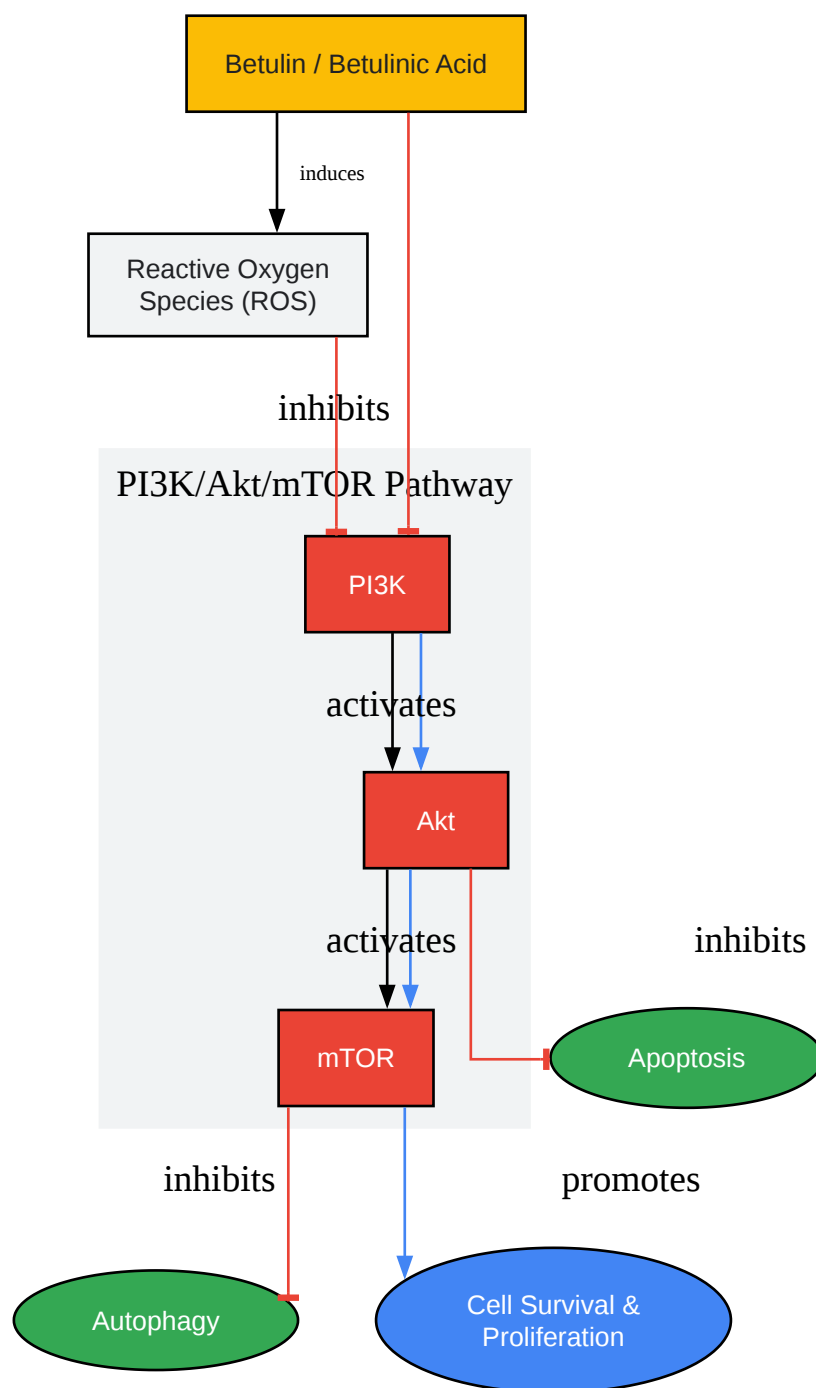 Betulin / Betulinic Acid
induces
Reactive Oxygen
Species (ROS)
inhibits
PI3K/Akt/mTOR Pathway
PI3K
activates
Akt
activates
inhibits
mTOR
Apoptosis
inhibits
promotes
Autophagy
Cell Survival &
Proliferation